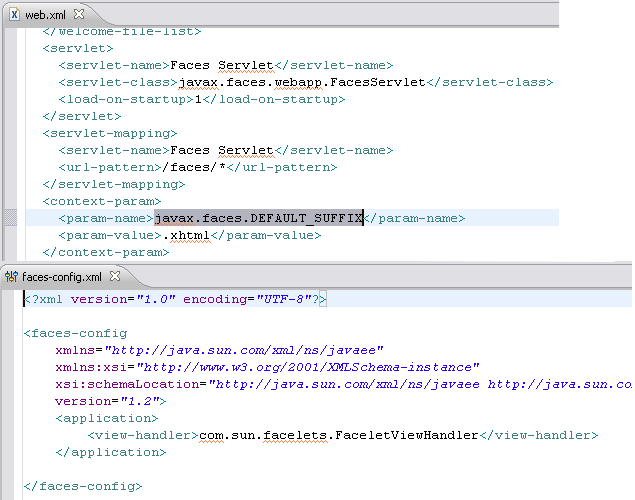 web.xml
</welcome-file-list>
<servlet>
<servlet-name>Faces Servlet</servlet-name>
<servlet-class>javax.faces.webapp.FacesServlet</servlet-class>
<load-on-startup>1</load-on-startup>
</servlet>
<servlet-mapping>
<servlet-name>Faces Servlet</servlet-name>
<url-pattern>/faces/*</url-pattern>
</servlet-mapping>
<context-param>
<param-name>javax.faces.DEFAULT_SUFFIX</param-name>
<param-value>.xhtml</param-value>
</context-param>
faces-config.xml
<?xml version="1.0" encoding="UTF-8"?>
<faces-config
xmlns="http://java.sun.com/xml/ns/javaee"
xmlns:xsi="http://www.w3.org/2001/XMLSchema-instance"
xsi:schemaLocation="http://java.sun.com/xml/ns/javaee http://java.sun.com
version="1.2">
<application>
<view-handler>com.sun.facelets.FaceletViewHandler</view-handler>
</application>
</faces-config>